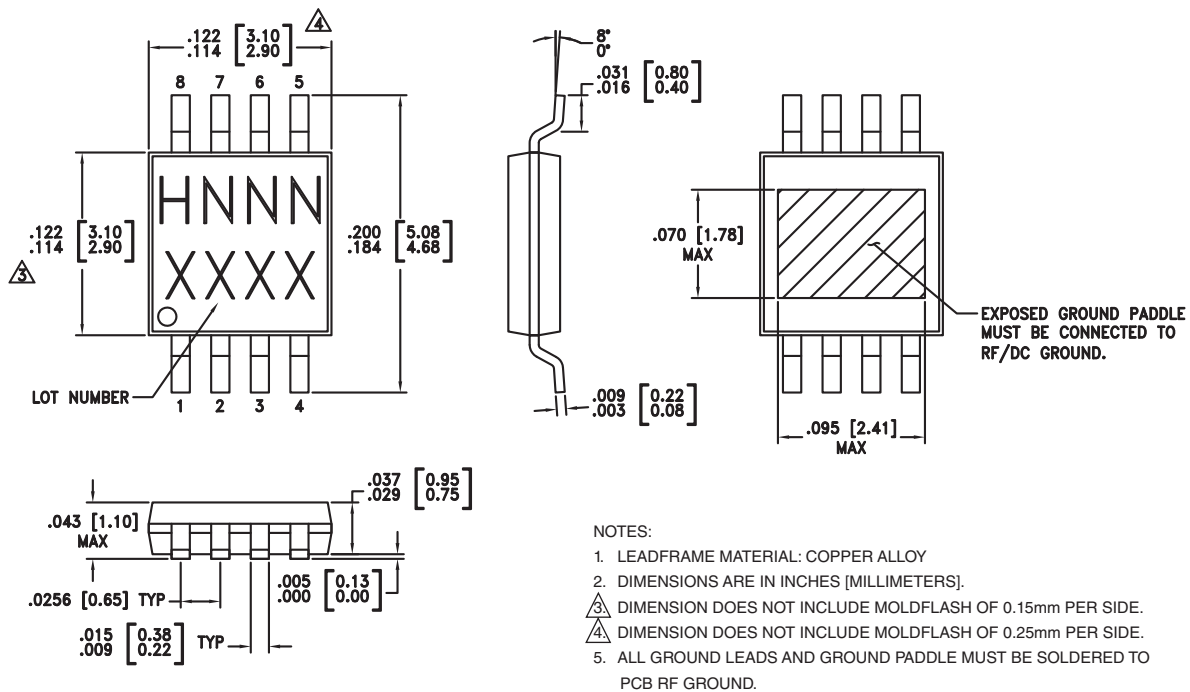 .122 [3.10]
.114 [2.90]
4
8 7 6 5
HNNN
XXXX
.122 [3.10]
.114 [2.90]
3
.200 [5.08]
.184 [4.68]
LOT NUMBER
1 2 3 4
8°
0°
.031 [0.80]
.016 [0.40]
.009 [0.22]
.003 [0.08]
.070 [1.78]
MAX
EXPOSED GROUND PADDLE
MUST BE CONNECTED TO
RF/DC GROUND.
.095 [2.41]
MAX
.043 [1.10]
MAX
.037 [0.95]
.029 [0.75]
.005 [0.13]
.000 [0.00]
.0256 [0.65] TYP
.015 [0.38]
.009 [0.22] TYP
NOTES:
1. LEADFRAME MATERIAL: COPPER ALLOY
2. DIMENSIONS ARE IN INCHES [MILLIMETERS].
3. DIMENSION DOES NOT INCLUDE MOLDFLASH OF 0.15mm PER SIDE.
4. DIMENSION DOES NOT INCLUDE MOLDFLASH OF 0.25mm PER SIDE.
5. ALL GROUND LEADS AND GROUND PADDLE MUST BE SOLDERED TO
PCB RF GROUND.